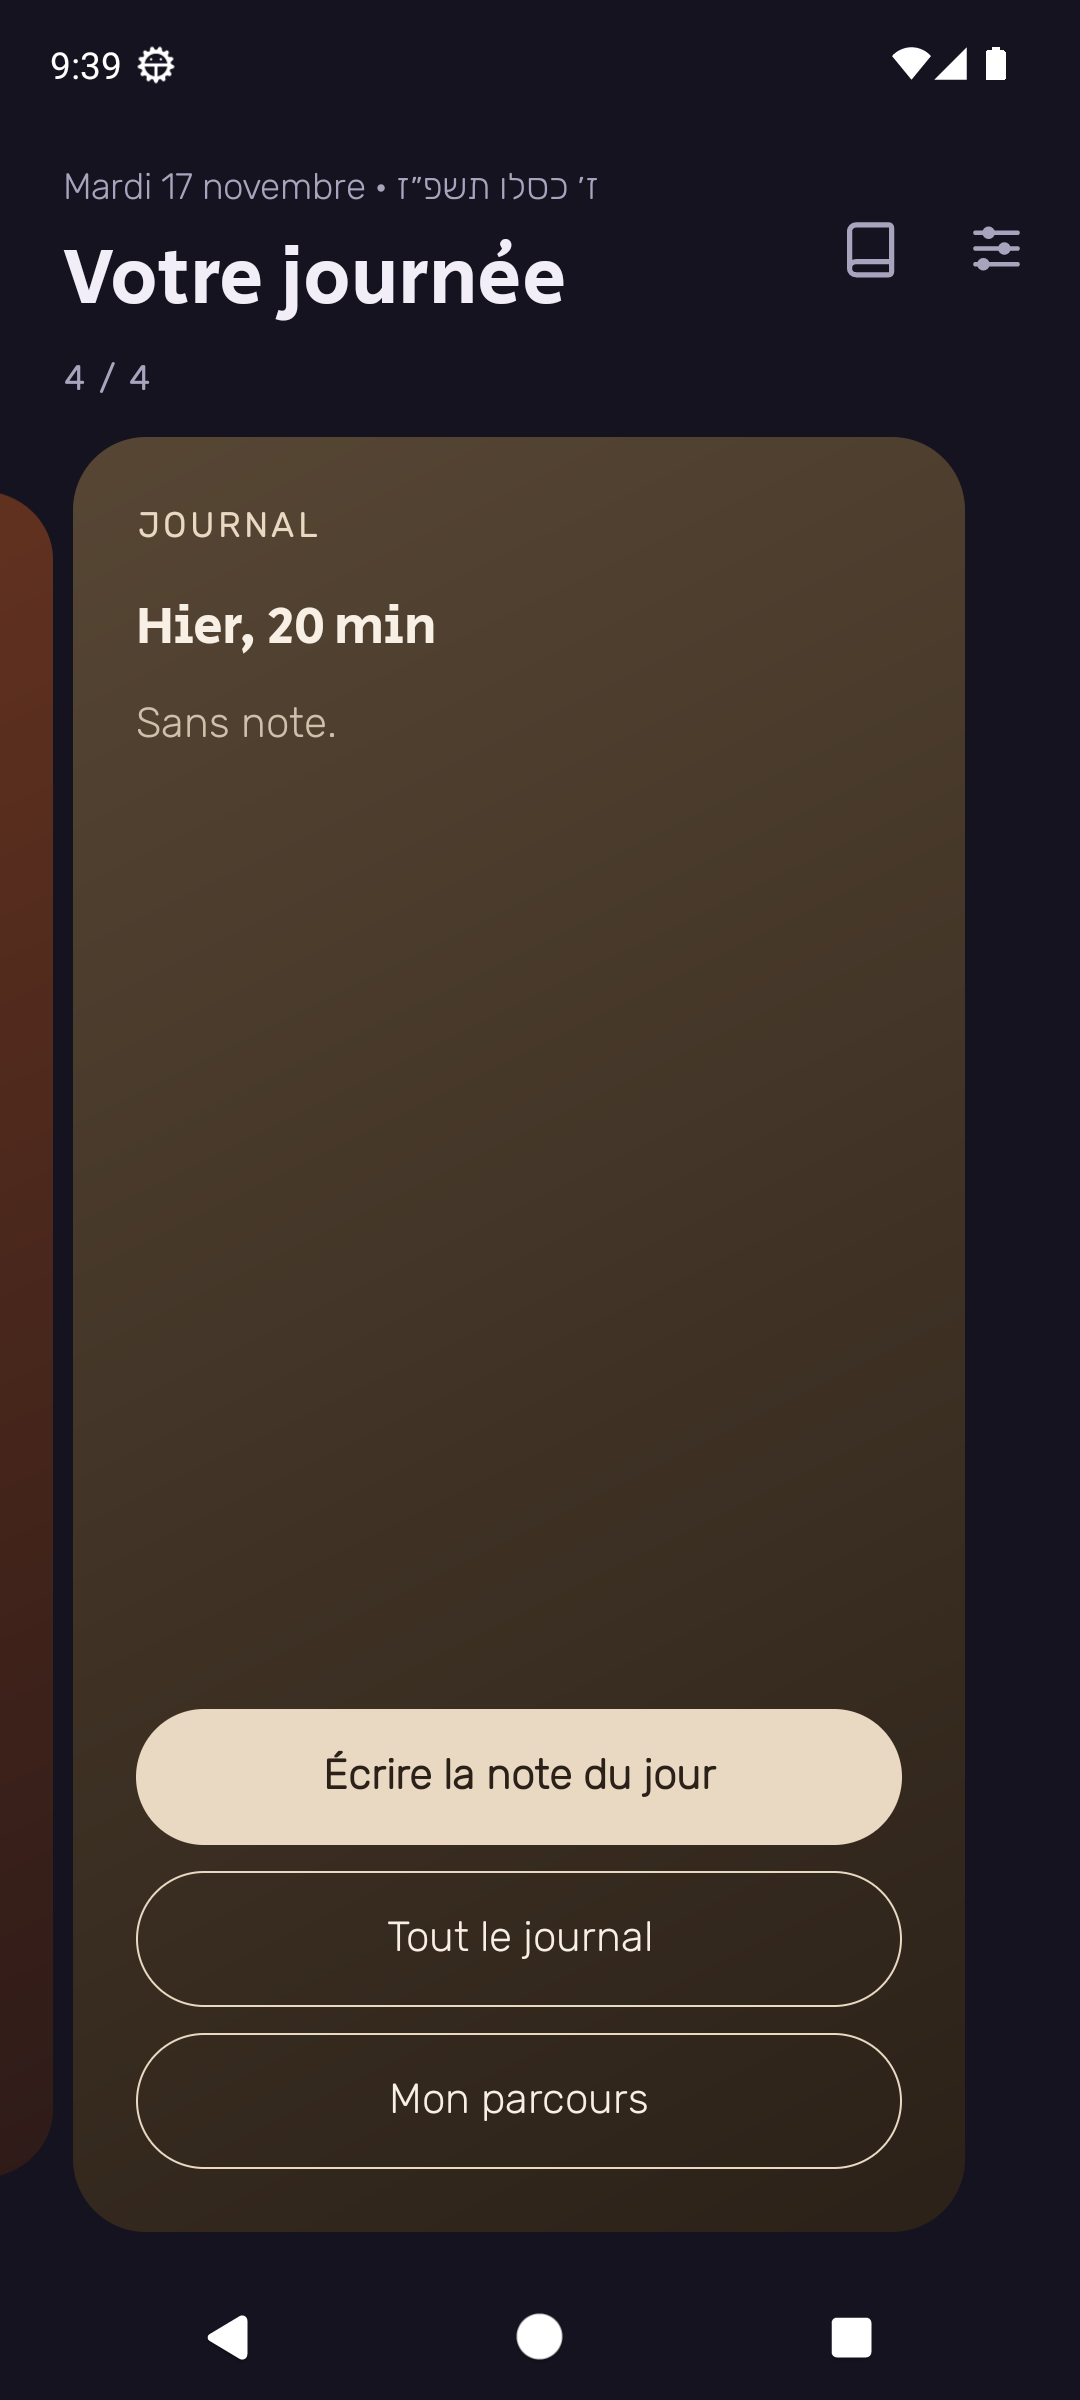 9:39
Mardi 17 novembre • ז׳ כסלו תשפ״ז
Votre journée
4 / 4
JOURNAL
Hier, 20 min
Sans note.
Écrire la note du jour
Tout le journal
Mon parcours